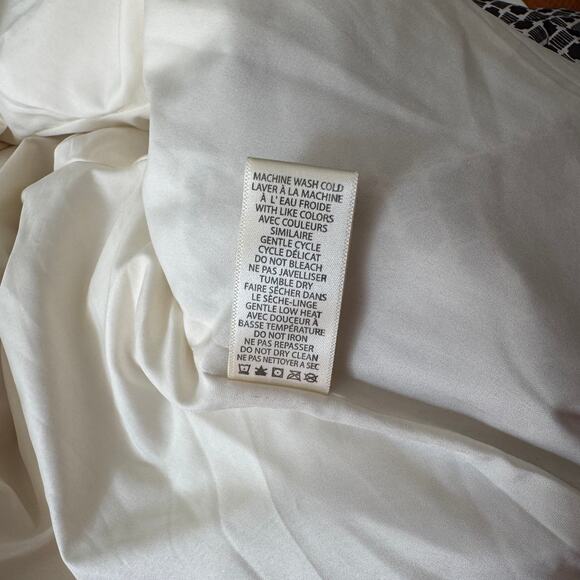 MACHINE WASH COLD
LAVER À LA MACHINE
À L' EAU FROIDE
WITH LIKE COLORS
AVEC COULEURS
SIMILAIRE
GENTLE CYCLE
CYCLE DÉLICAT
DO NOT BLEACH
NE PAS JAVELLISER
TUMBLE DRY
FAIRE SÉCHER DANS
LE SÈCHE-LINGE
GENTLE LOW HEAT
AVEC DOUCEUR À
BASSE TEMPÉRATURE
DO NOT IRON
NE PAS REPASSER
DO NOT DRY CLEAN
NE PAS NETTOYER A SEC